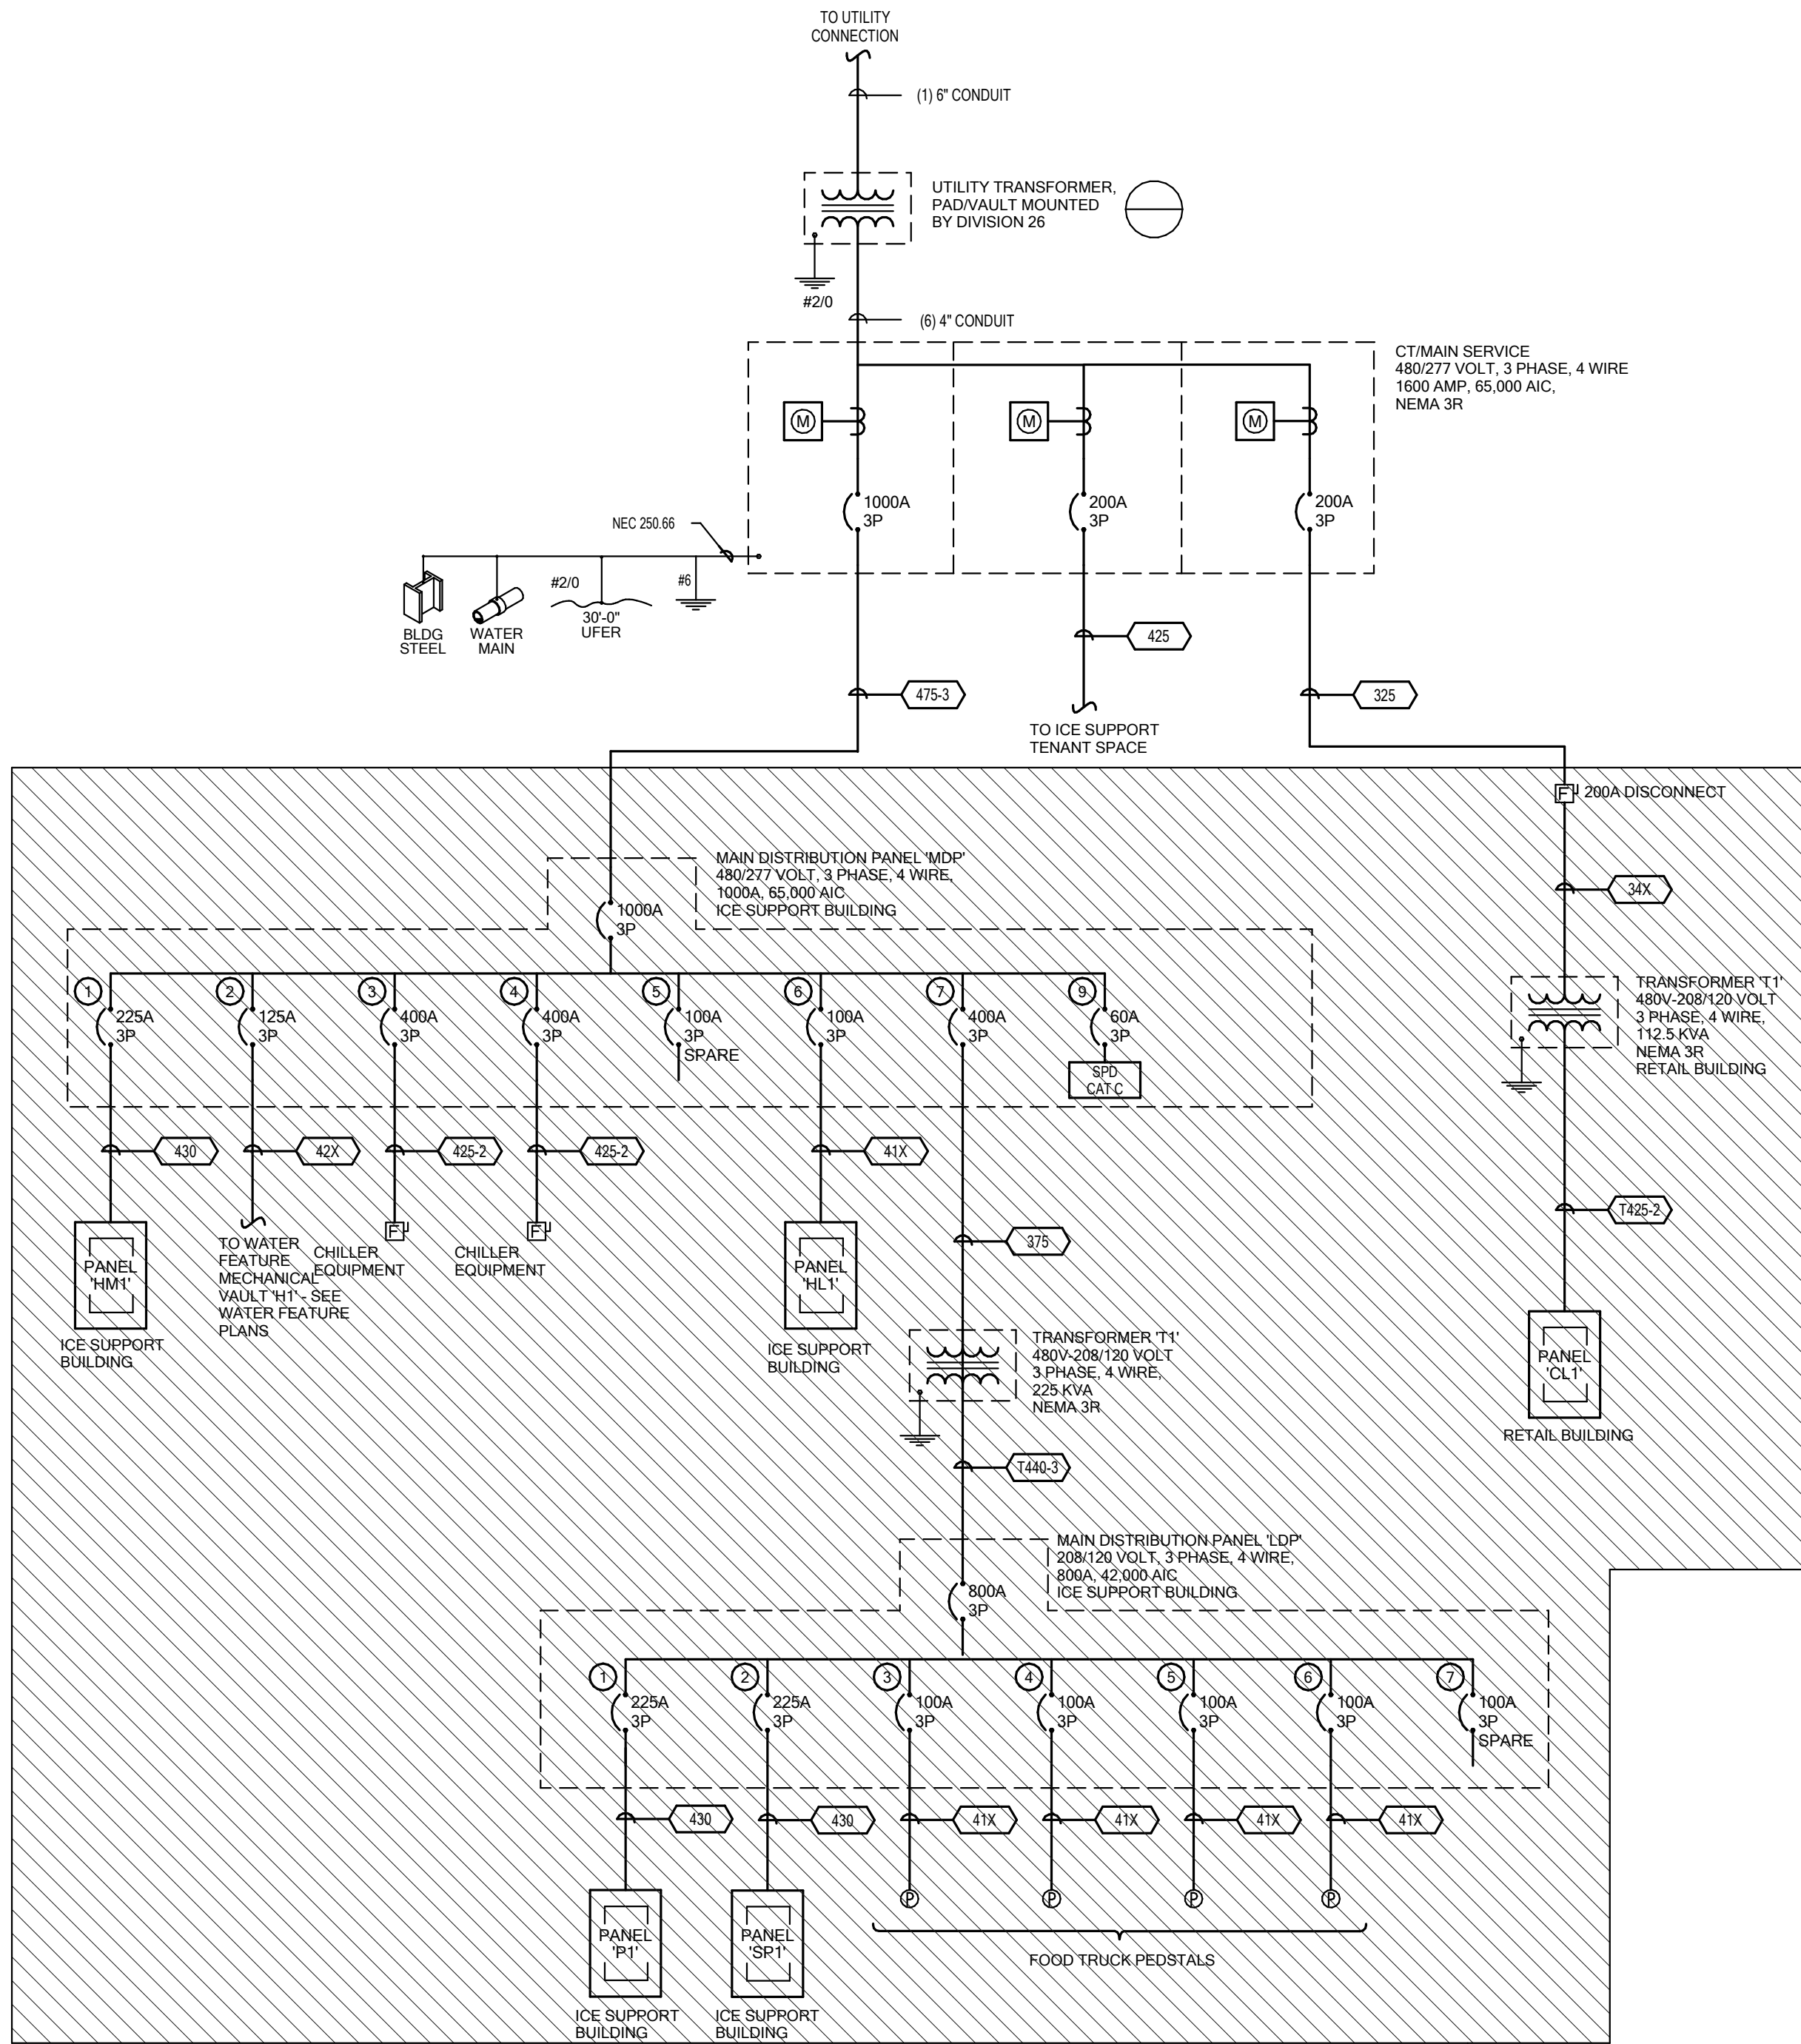 TO UTILITY
CONNECTION
(1) 6" CONDUIT
UTILITY TRANSFORMER,
PAD/VAULT MOUNTED
BY DIVISION 26
#2/0
(6) 4" CONDUIT
CT/MAIN SERVICE
480/277 VOLT, 3 PHASE, 4 WIRE
1600 AMP, 65,000 AIC,
NEMA 3R
M
M
M
1000A
3P
200A
3P
200A
3P
NEC 250.66
#2/0
#6
30'-0"
UFER
BLDG
STEEL
WATER
MAIN
425
475-3
325
TO ICE SUPPORT
TENANT SPACE
F
200A DISCONNECT
MAIN DISTRIBUTION PANEL 'MDP'
480/277 VOLT, 3 PHASE, 4 WIRE,
1000A, 65,000 AIC
ICE SUPPORT BUILDING
1000A
3P
34X
1
225A
3P
2
125A
3P
3
400A
3P
4
400A
3P
5
100A
3P
SPARE
6
100A
3P
7
400A
3P
9
60A
3P
SPD
CAT C
TRANSFORMER 'T1'
480V-208/120 VOLT
3 PHASE, 4 WIRE,
112.5 KVA
NEMA 3R
RETAIL BUILDING
430
42X
425-2
425-2
41X
T425-2
375
PANEL
'HM1'
ICE SUPPORT
BUILDING
TO WATER
FEATURE
MECHANICAL
VAULT 'H1' - SEE
WATER FEATURE
PLANS
F
CHILLER
EQUIPMENT
F
CHILLER
EQUIPMENT
PANEL
'HL1'
ICE SUPPORT
BUILDING
TRANSFORMER 'T1'
480V-208/120 VOLT
3 PHASE, 4 WIRE,
225 KVA
NEMA 3R
PANEL
'CL1'
RETAIL BUILDING
T440-3
MAIN DISTRIBUTION PANEL 'LDP'
208/120 VOLT, 3 PHASE, 4 WIRE,
800A, 42,000 AIC
ICE SUPPORT BUILDING
800A
3P
1
225A
3P
2
225A
3P
3
100A
3P
4
100A
3P
5
100A
3P
6
100A
3P
7
100A
3P
SPARE
430
430
41X
41X
41X
41X
P
P
P
P
PANEL
'P1'
ICE SUPPORT
BUILDING
PANEL
'SP1'
ICE SUPPORT
BUILDING
FOOD TRUCK PEDSTALS